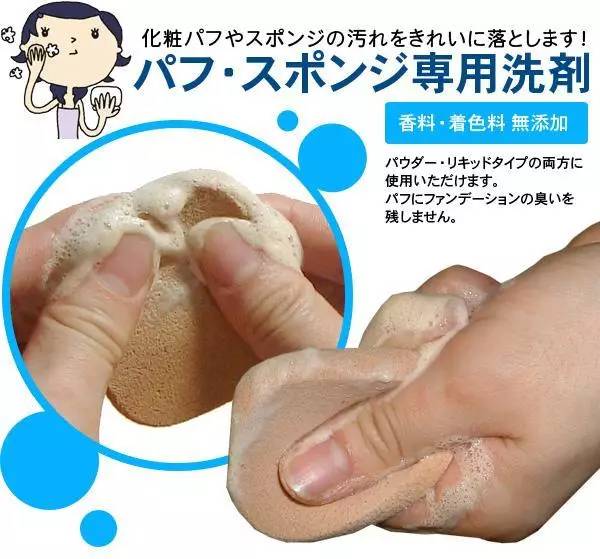 化粧パフやスポンジの汚れをきれいに落とします!
パフ・スポンジ専用洗剤
香料・着色料 無添加
パウダー・リキッドタイプの両方に
使用いただけます。
パフにファンデーションの臭いを
残しません。